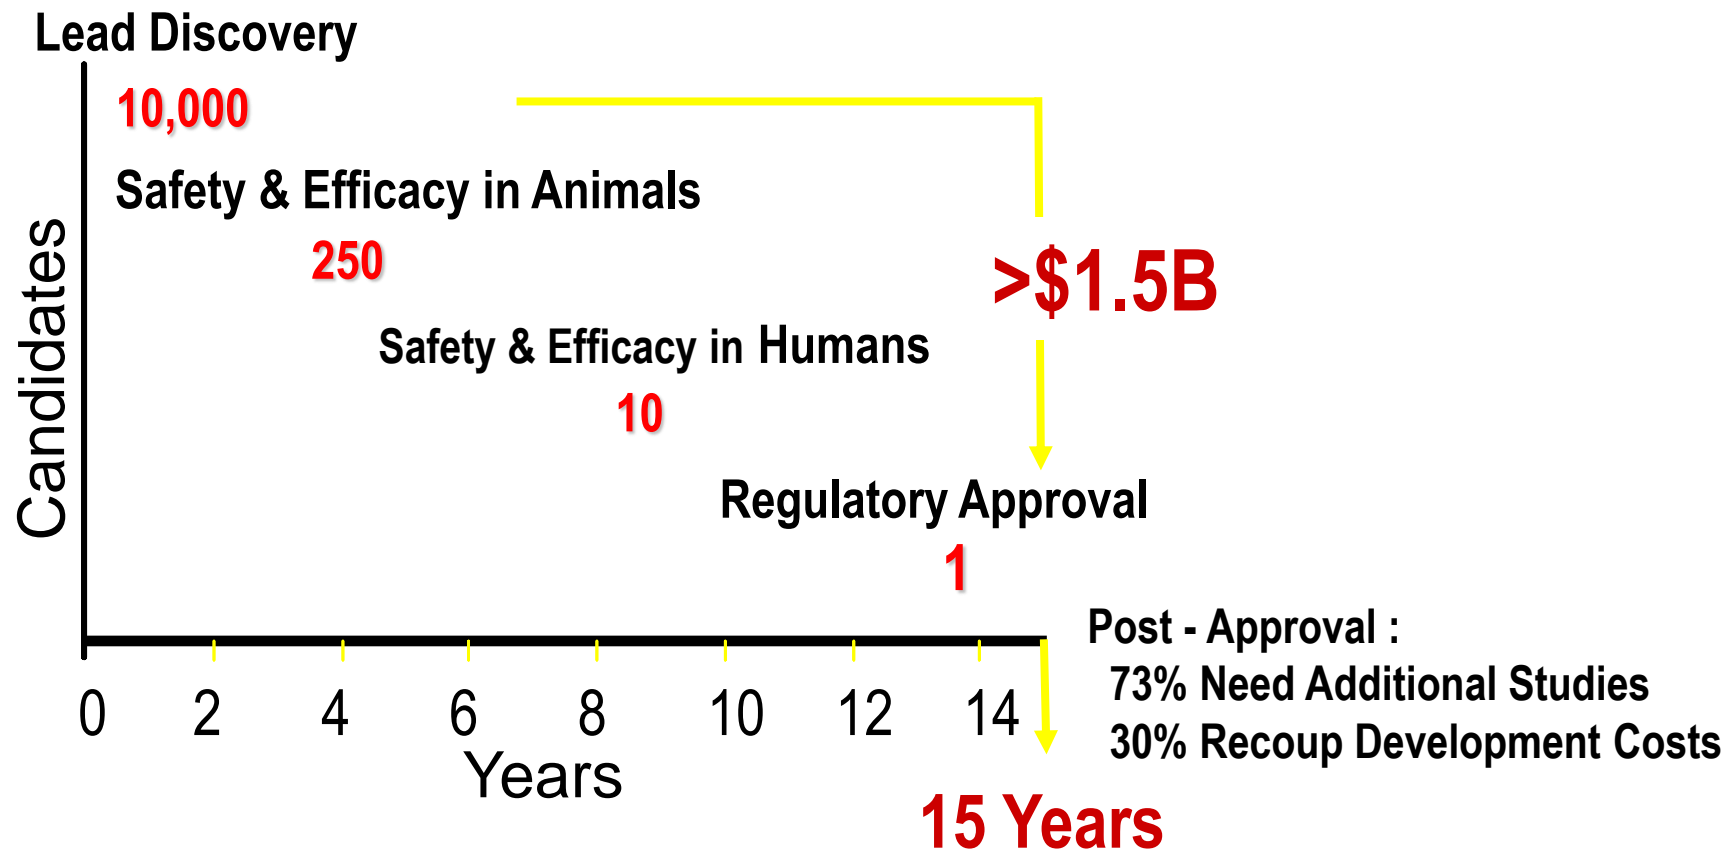 Lead Discovery
10,000
Safety & Efficacy in Animals
250
>$1.5B
Safety & Efficacy in Humans
10
Regulatory Approval
1
Candidates
0 2 4 6 8 10 12 14
Years
15 Years
Post - Approval :
73% Need Additional Studies
30% Recoup Development Costs